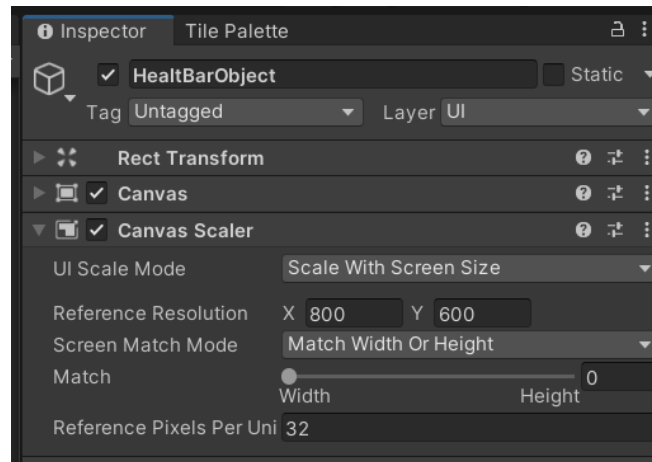 Inspector Tile Palette
HealtBarObject Static
Tag Untagged Layer UI
Rect Transform
Canvas
Canvas Scaler
UI Scale Mode Scale With Screen Size
Reference Resolution X 800 Y 600
Screen Match Mode Match Width Or Height
Match 0
Width Height
Reference Pixels Per Uni 32